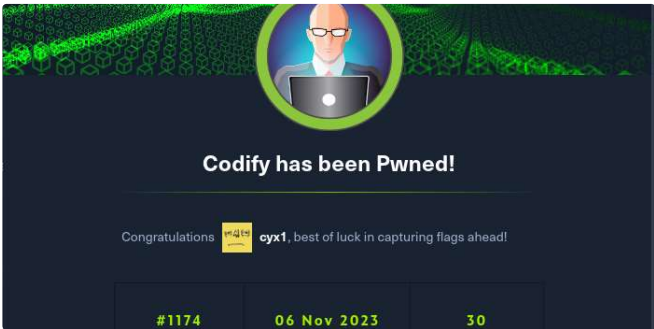 Codify has been Pwned!
Congratulations cyx1, best of luck in capturing flags ahead!
#1174 06 Nov 2023 30